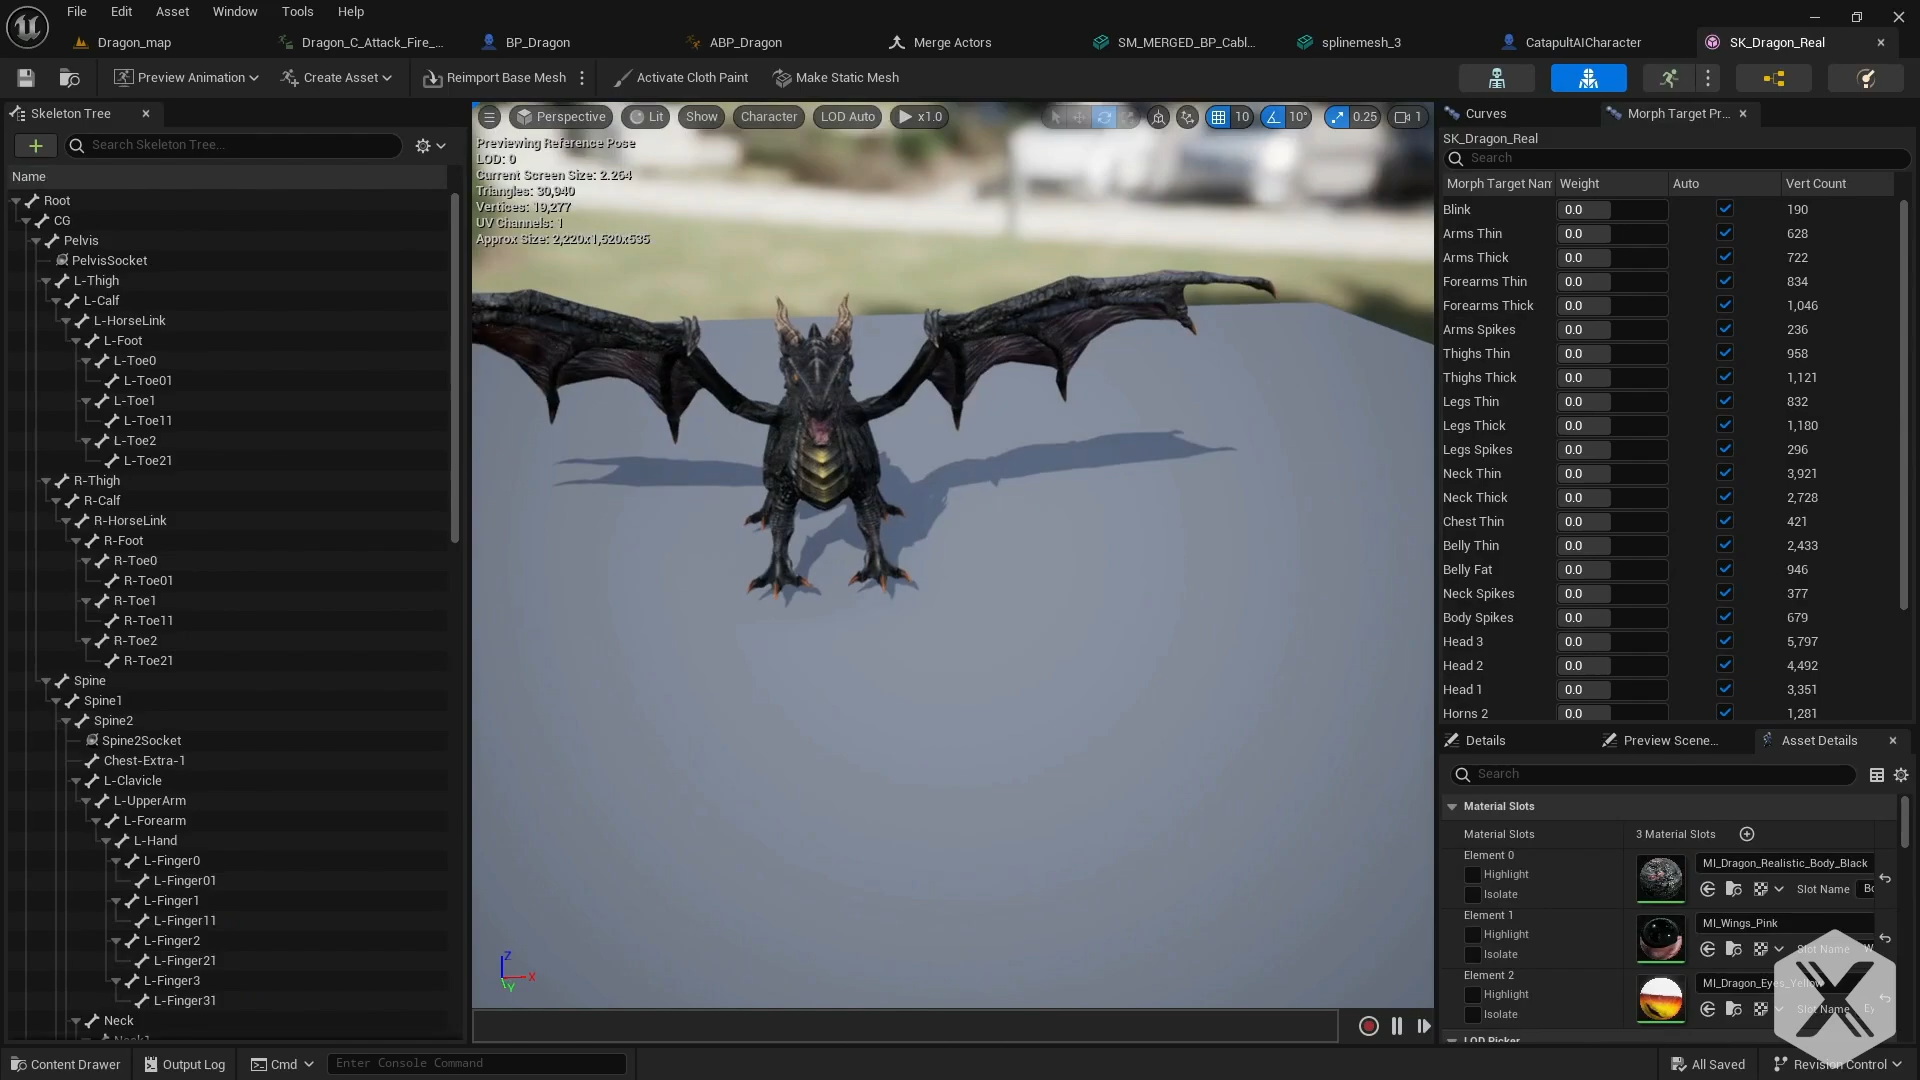 File Edit Asset Window Tools Help
Dragon_map Dragon_C_Attack_Fire_... BP_Dragon ABP_Dragon Merge Actors SM_MERGED_BP_Cabl... splinemesh_3 CatapultAICharacter SK_Dragon_Real
Preview Animation Create Asset Reimport Base Mesh Activate Cloth Paint Make Static Mesh
Skeleton Tree
Search Skeleton Tree...
Name
Root
CG
Pelvis
PelvisSocket
L-Thigh
L-Calf
L-HorseLink
L-Foot
L-Toe0
L-Toe01
L-Toe1
L-Toe11
L-Toe2
L-Toe21
R-Thigh
R-Calf
R-HorseLink
R-Foot
R-Toe0
R-Toe01
R-Toe1
R-Toe11
R-Toe2
R-Toe21
Spine
Spine1
Spine2
Spine2Socket
Chest-Extra-1
L-Clavicle
L-UpperArm
L-Forearm
L-Hand
L-Finger0
L-Finger01
L-Finger1
L-Finger11
L-Finger2
L-Finger21
L-Finger3
L-Finger31
Neck
Perspective Lit Show Character LOD Auto x1.0 10 10° 0.25 1
Previewing Reference Pose
LOD: 0
Current Screen Size: 2.264
Triangles: 30,940
Vertices: 19,277
UV Channels: 1
Approx Size: 2,220x1,520x535
Z
X
Y
Curves Morph Target Pr...
SK_Dragon_Real
Search
Morph Target Nam Weight Auto Vert Count
Blink 0.0 190
Arms Thin 0.0 628
Arms Thick 0.0 722
Forearms Thin 0.0 834
Forearms Thick 0.0 1,046
Arms Spikes 0.0 236
Thighs Thin 0.0 958
Thighs Thick 0.0 1,121
Legs Thin 0.0 832
Legs Thick 0.0 1,180
Legs Spikes 0.0 296
Neck Thin 0.0 3,921
Neck Thick 0.0 2,728
Chest Thin 0.0 421
Belly Thin 0.0 2,433
Belly Fat 0.0 946
Neck Spikes 0.0 377
Body Spikes 0.0 679
Head 3 0.0 5,797
Head 2 0.0 4,492
Head 1 0.0 3,351
Horns 2 0.0 1,281
Details Preview Scene... Asset Details
Search
Material Slots
Material Slots 3 Material Slots
Element 0 MI_Dragon_Realistic_Body_Black
Highlight
Isolate Slot Name
Element 1 MI_Wings_Pink
Highlight
Isolate Slot Name W
Element 2 MI_Dragon_Eyes_Yellow
Highlight
Isolate Slot Name Ey
LOD Picker
Content Drawer Output Log Cmd Enter Console Command All Saved Revision Control